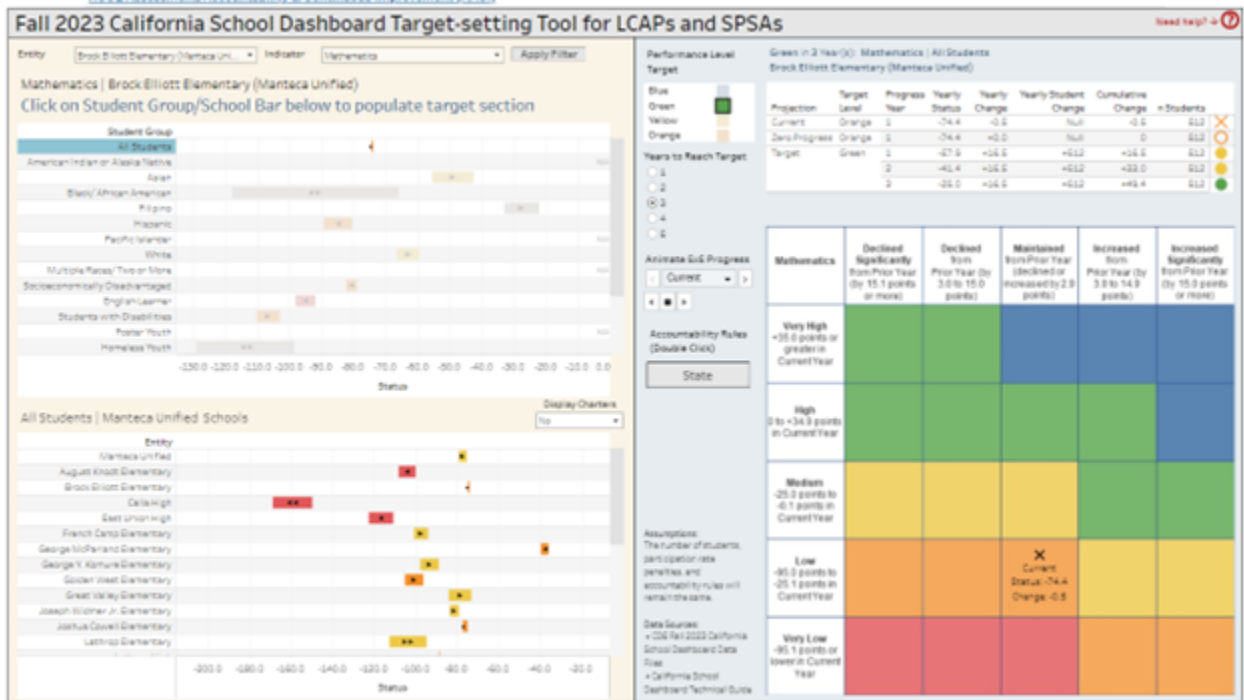 Fall 2023 California School Dashboard Target-setting Tool for LCAPs and SPSAs
Need help? →
Entity
Brock Elliott Elementary (Manteca Uni...
Indicator
Mathematics
Apply Filter
Mathematics | Brock Elliott Elementary (Manteca Unified)
Click on Student Group/School Bar below to populate target section
Student Group
All Students
American Indian or Alaska Native
Asian
Black/ African American
Filipino
Hispanic
Pacific Islander
White
Multiple Races/ Two or More
Socioeconomically Disadvantaged
English Learner
Students with Disabilities
Foster Youth
Homeless Youth
-130.0 -120.0 -110.0 -100.0 -90.0 -80.0 -70.0 -60.0 -50.0 -40.0 -30.0 -20.0 -10.0 0.0
Status
Display Charters
All Students | Manteca Unified Schools
No
Entity
Manteca Unified
August Knodt Elementary
Brock Elliott Elementary
Calla High
East Union High
French Camp Elementary
George McParland Elementary
George Y. Komure Elementary
Golden West Elementary
Great Valley Elementary
Joseph Widmer Jr. Elementary
Joshua Cowell Elementary
Lathrop Elementary
-200.0 -180.0 -160.0 -140.0 -120.0 -100.0 -80.0 -60.0 -40.0 -20.0
Status
Performance Level
Target
Blue
Green
Yellow
Orange
Years to Reach Target
1
2
3
4
5
Animate Progress
Current
Accountability Rules
(Double Click)
State
Assumptions:
The number of students,
participation rate
penalties, and
accountability rules will
remain the same.
Data Sources:
• CDE Fall 2023 California
School Dashboard Data
Files
• California School
Dashboard Technical Guide
Green in 3 Year(s): Mathematics | All Students
Brock Elliott Elementary (Manteca Unified)
Projection Target Level Progress Year Yearly Status Yearly Change Yearly Student Change Cumulative Change n Students
Current Orange 1 -74.4 -0.5 Null -0.5 512
Zero Progress Orange 1 -74.4 +0.0 Null 0 512
Target Green 1 -57.9 +16.5 +512 +16.5 512
2 -41.4 +16.5 +512 +33.0 512
3 -25.0 +16.5 +512 +49.4 512
Mathematics
Declined
Significantly
from Prior Year
(by 15.1 points
or more)
Declined
from
Prior Year (by
3.0 to 15.0
points)
Maintained
from Prior Year
(declined or
increased by 2.9
points)
Increased
from
Prior Year (by
3.0 to 14.9
points)
Increased
Significantly
from Prior Year
(by 15.0 points
or more)
Very High
+35.0 points or
greater in
Current Year
High
0 to +34.9 points
in Current Year
Medium
-25.0 points to
-0.1 points in
Current Year
Low
-95.0 points to
-25.1 points in
Current Year
X
Current
Status: -74.4
Change: -0.5
Very Low
-95.1 points or
lower in Current
Year